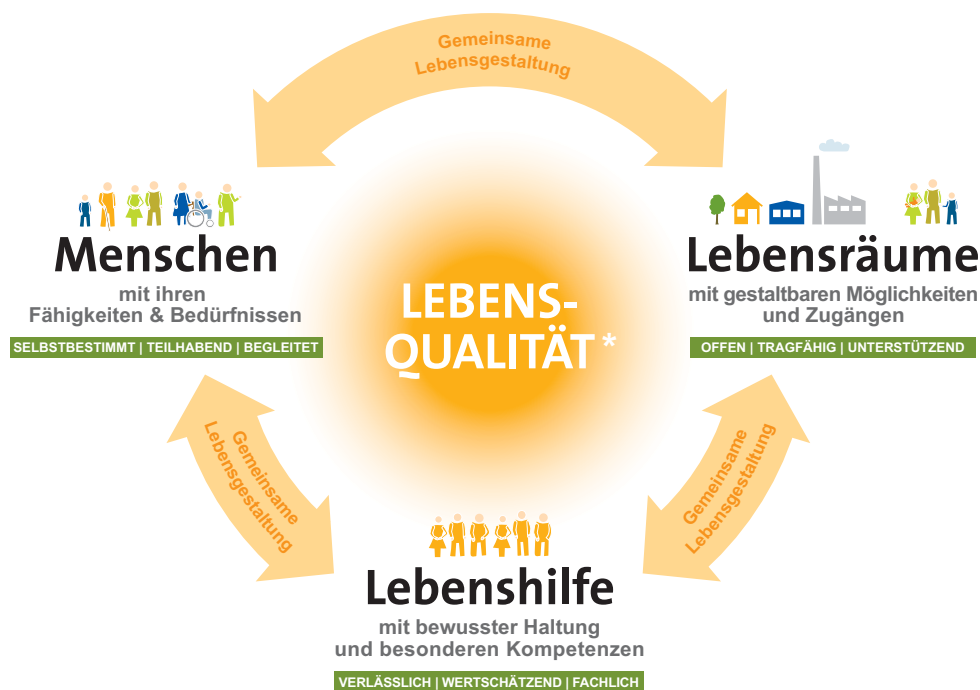 Gemeinsame
Lebensgestaltung
Menschen
mit ihren
Fähigkeiten & Bedürfnissen
SELBSTBESTIMMT | TEILHABEND | BEGLEITET
Lebensräume
mit gestaltbaren Möglichkeiten
und Zugängen
OFFEN | TRAGFÄHIG | UNTERSTÜTZEND
LEBENS-
QUALITÄT *
Gemeinsame
Lebensgestaltung
Gemeinsame
Lebensgestaltung
Lebenshilfe
mit bewusster Haltung
und besonderen Kompetenzen
VERLÄSSLICH | WERTSCHÄTZEND | FACHLICH